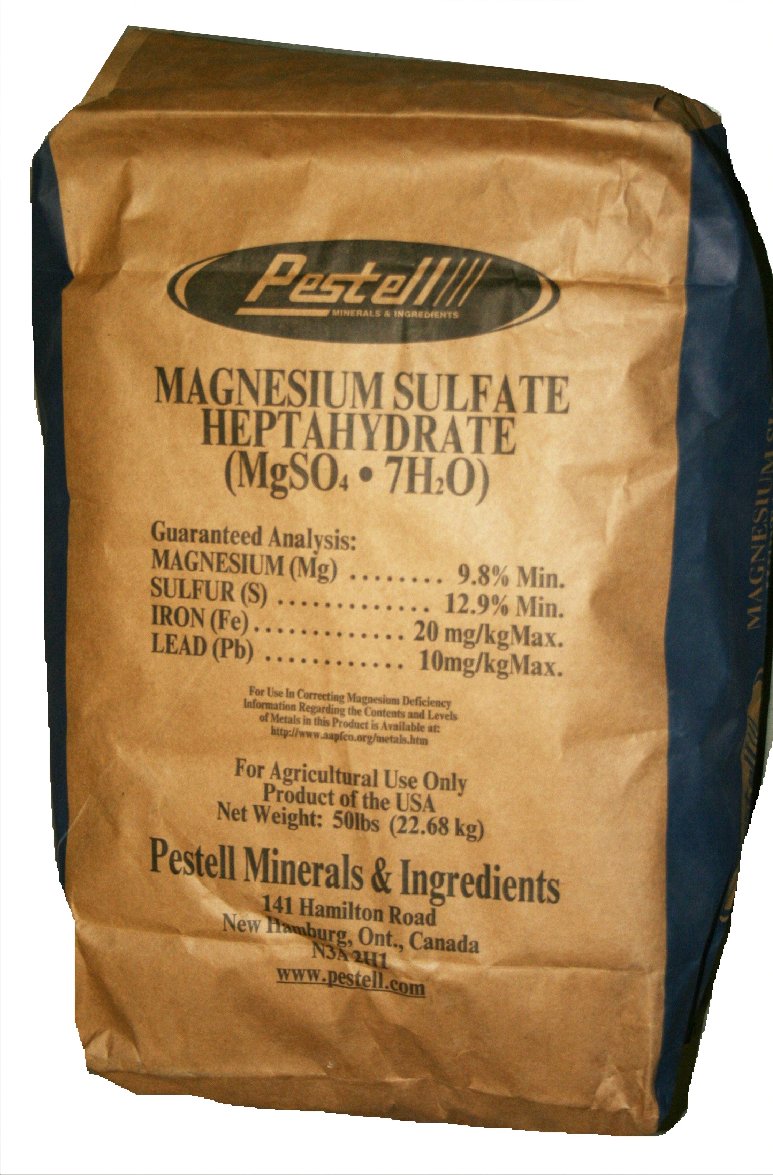 Pestell
MINERALS & INGREDIENTS
MAGNESIUM SULFATE
HEPTAHYDRATE
(MgSO₄ • 7H₂O)
Guaranteed Analysis:
MAGNESIUM (Mg) ........ 9.8% Min.
SULFUR (S) ............. 12.9% Min.
IRON (Fe)............. 20 mg/kgMax.
LEAD (Pb) ............ 10mg/kgMax.
For Use In Correcting Magnesium Deficiency
Information Regarding the Contents and Levels
of Metals in this Product is Available at:
http://www.aapfco.org/metals.htm
For Agricultural Use Only
Product of the USA
Net Weight: 50lbs (22.68 kg)
Pestell Minerals & Ingredients
141 Hamilton Road
New Hamburg, Ont., Canada
N3A 2H1
www.pestell.com
MAGNESIUM